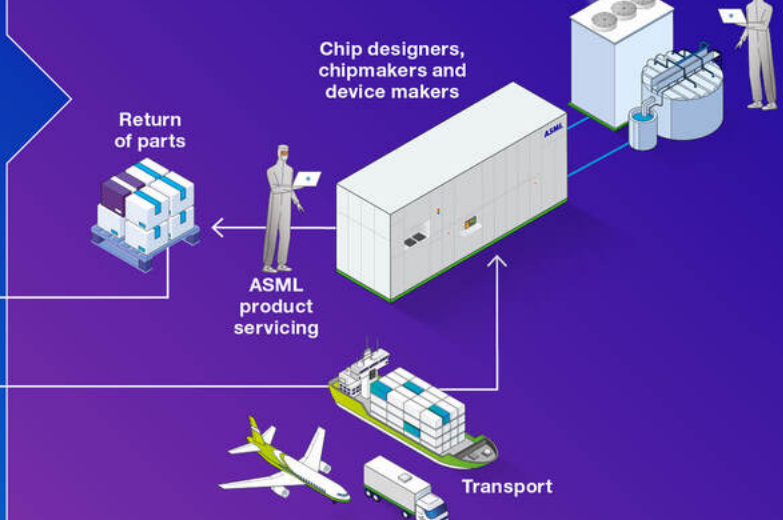 Chip designers,
chipmakers and
device makers
ASML
Return
of parts
ASML
product
servicing
Transport